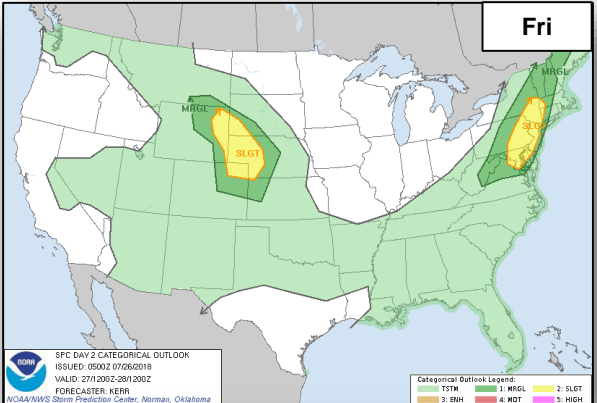 Fri
MRGL
MRGL
SLGT
SLG
NOAA
SPC DAY 2 CATEGORICAL OUTLOOK
ISSUED: 0500Z 07/26/2018
VALID: 27/1200Z-28/1200Z
FORECASTER: KERR
NOAA/NWS Storm Prediction Center, Norman, Oklahoma
Categorical Outlook Legend:
TSTM 1: MRGL 2: SLGT
3: ENH 4: MDT 5: HIGH